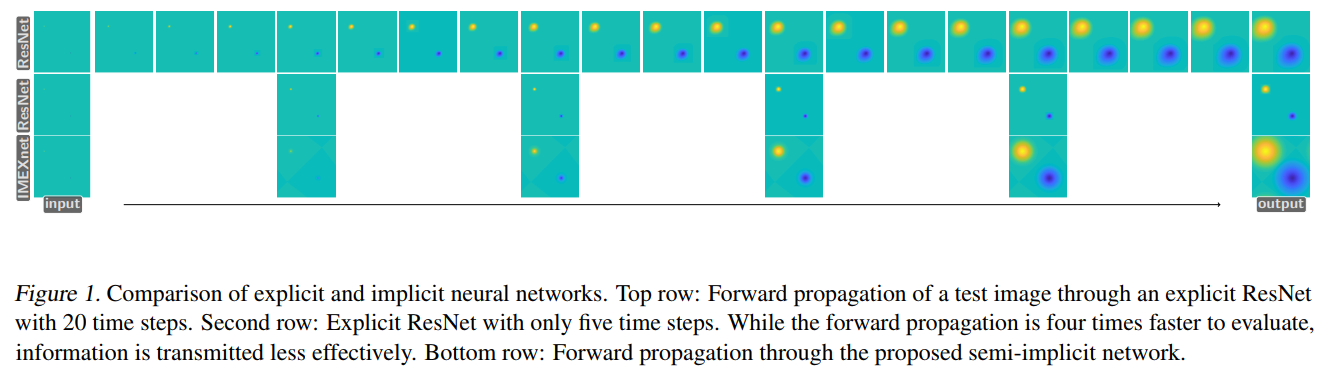 ResNet
ResNet
IMEXnet
input
output
Figure 1. Comparison of explicit and implicit neural networks. Top row: Forward propagation of a test image through an explicit ResNet
with 20 time steps. Second row: Explicit ResNet with only five time steps. While the forward propagation is four times faster to evaluate,
information is transmitted less effectively. Bottom row: Forward propagation through the proposed semi-implicit network.